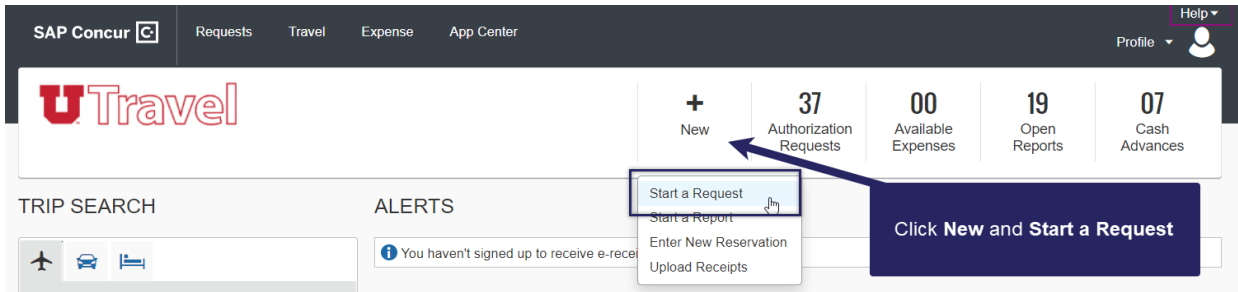 Help
SAP Concur C.
Requests
Travel
Expense
App Center
Profile
U Travel
+
New
37
Authorization
Requests
00
Available
Expenses
19
Open
Reports
07
Cash
Advances
TRIP SEARCH
ALERTS
You haven't signed up to receive e-recei
Start a Request
Start a Report
Enter New Reservation
Upload Receipts
Click New and Start a Request